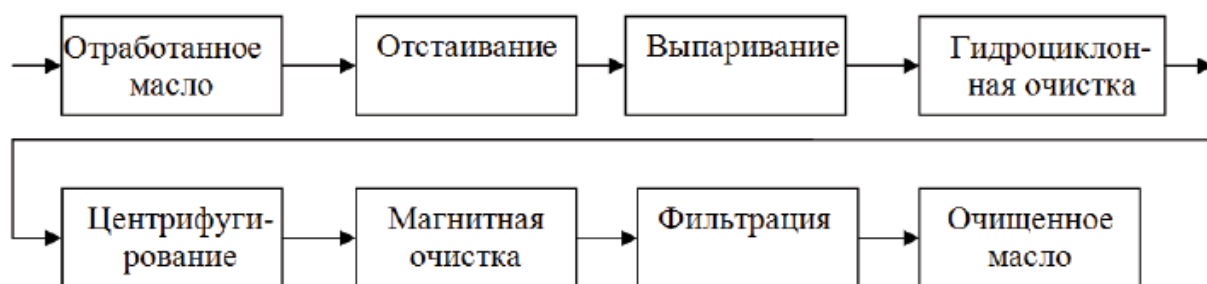 Отработанное
масло
Отстаивание
Выпаривание
Гидроциклон-
ная очистка
Центрифуги-
рование
Магнитная
очистка
Фильтрация
Очищенное
масло